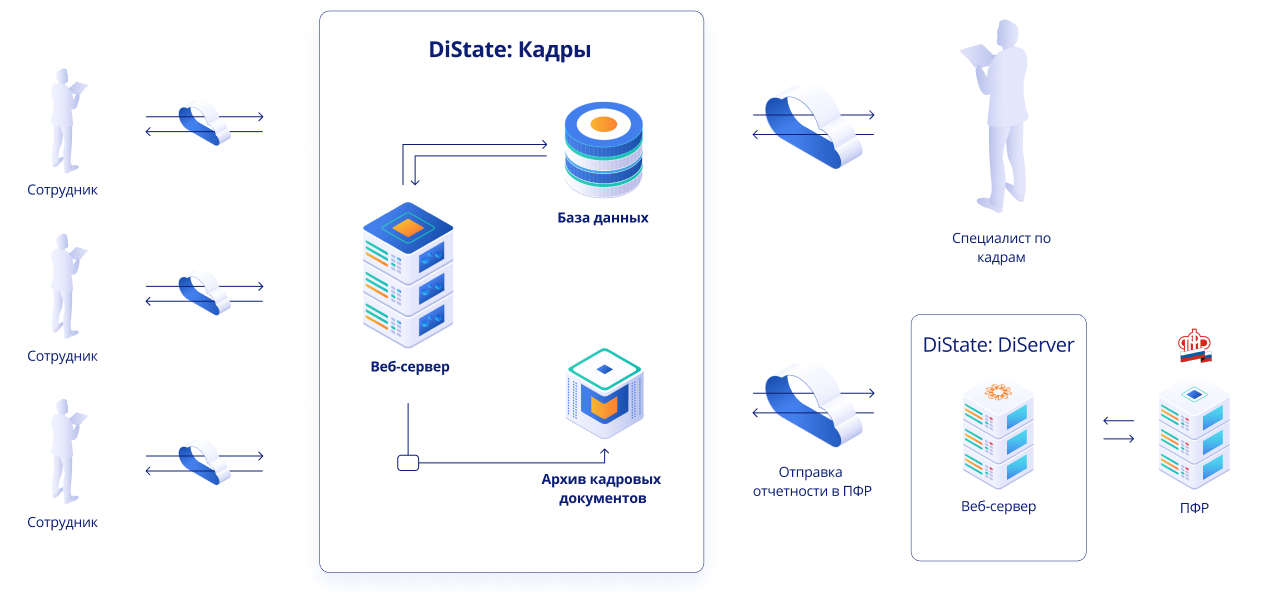 DiState: Кадры
Сотрудник
База данных
Специалист по
кадрам
Сотрудник
Веб-сервер
DiState: DiServer
ПФР
Архив кадровых
документов
Отправка
отчетности в ПФР
Веб-сервер
ПФР
Сотрудник